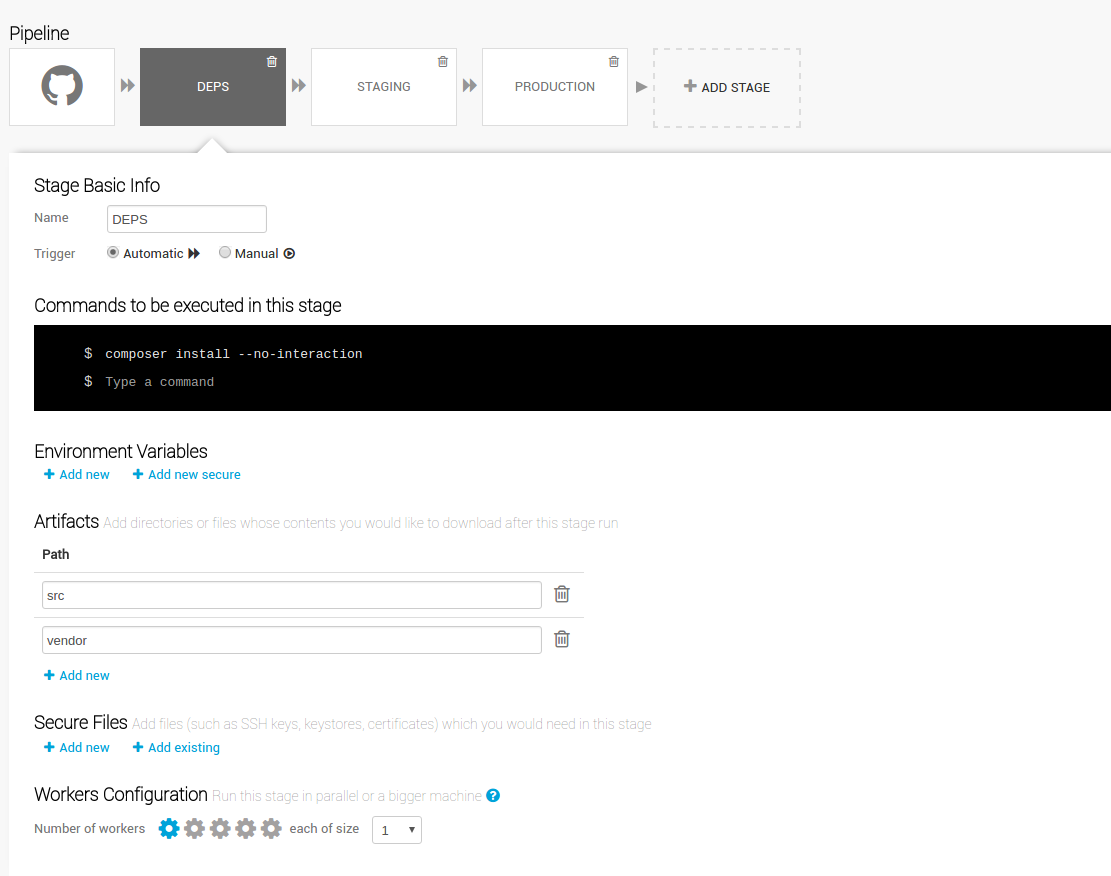 Pipeline
DEPS
STAGING
PRODUCTION
ADD STAGE
Stage Basic Info
Name
DEPS
Trigger
Automatic
Manual
Commands to be executed in this stage
$ composer install --no-interaction
$ Type a command
Environment Variables
Add new
Add new secure
Artifacts Add directories or files whose contents you would like to download after this stage run
Path
src
vendor
Add new
Secure Files Add files (such as SSH keys, keystores, certificates) which you would need in this stage
Add new
Add existing
Workers Configuration Run this stage in parallel or a bigger machine ?
Number of workers
each of size
1